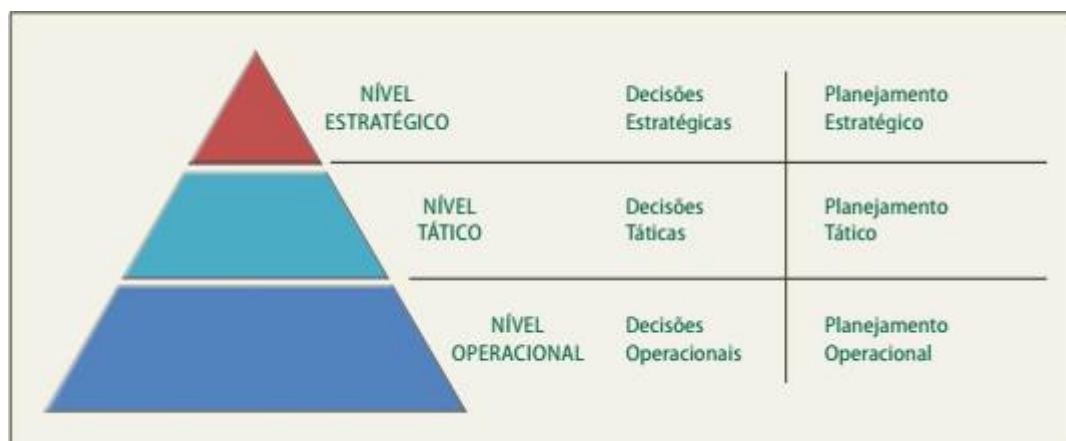 NÍVEL
ESTRATÉGICO
Decisões
Estratégicas
Planejamento
Estratégico
NÍVEL
TÁTICO
Decisões
Táticas
Planejamento
Tático
NÍVEL
OPERACIONAL
Decisões
Operacionais
Planejamento
Operacional